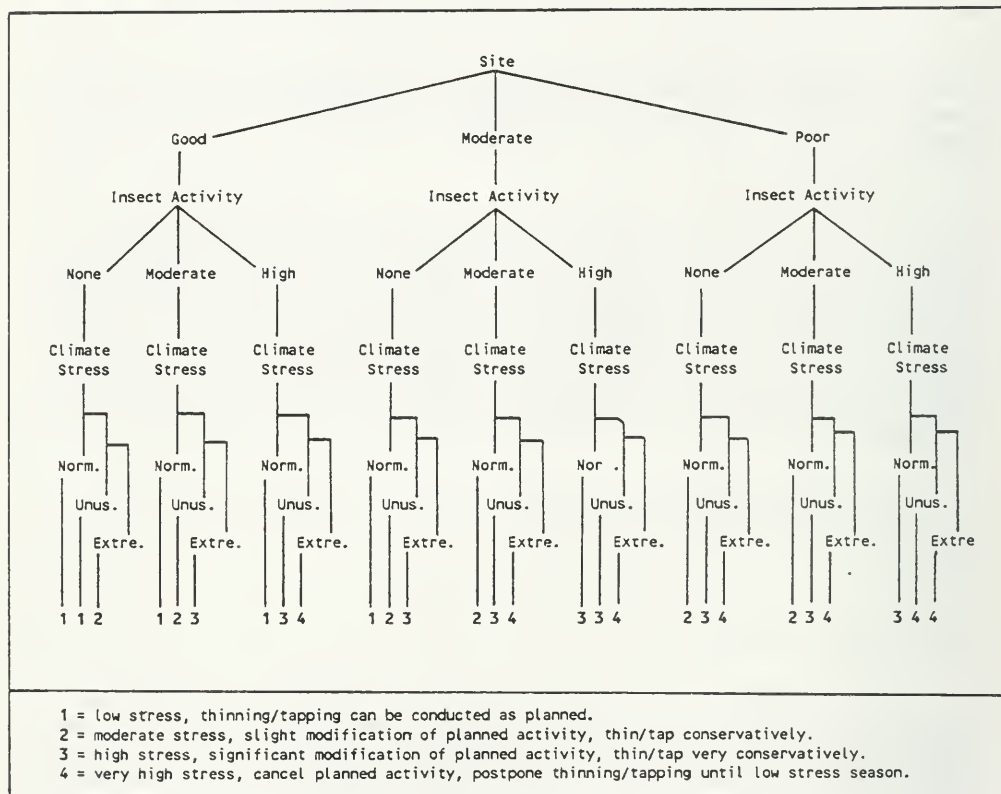 Site
Good Moderate Poor
Insect Activity Insect Activity Insect Activity
None Moderate High None Moderate High None Moderate High
Climate Climate Climate Climate Climate Climate Climate Climate Climate
Stress Stress Stress Stress Stress Stress Stress Stress Stress
Norm. Norm. Norm. Norm. Norm. Nor . Norm. Norm. Norm.
Unus. Unus. Unus. Unus. Unus. Unus. Unus. Unus. Unus.
Extre. Extre. Extre. Extre. Extre. Extre. Extre. Extre. Extre
1 1 2 1 2 3 1 3 4 1 2 3 2 3 4 3 3 4 2 3 4 2 3 4 3 4 4
1 = low stress, thinning/tapping can be conducted as planned.
2 = moderate stress, slight modification of planned activity, thin/tap conservatively.
3 = high stress, significant modification of planned activity, thin/tap very conservatively.
4 = very high stress, cancel planned activity, postpone thinning/tapping until low stress season.